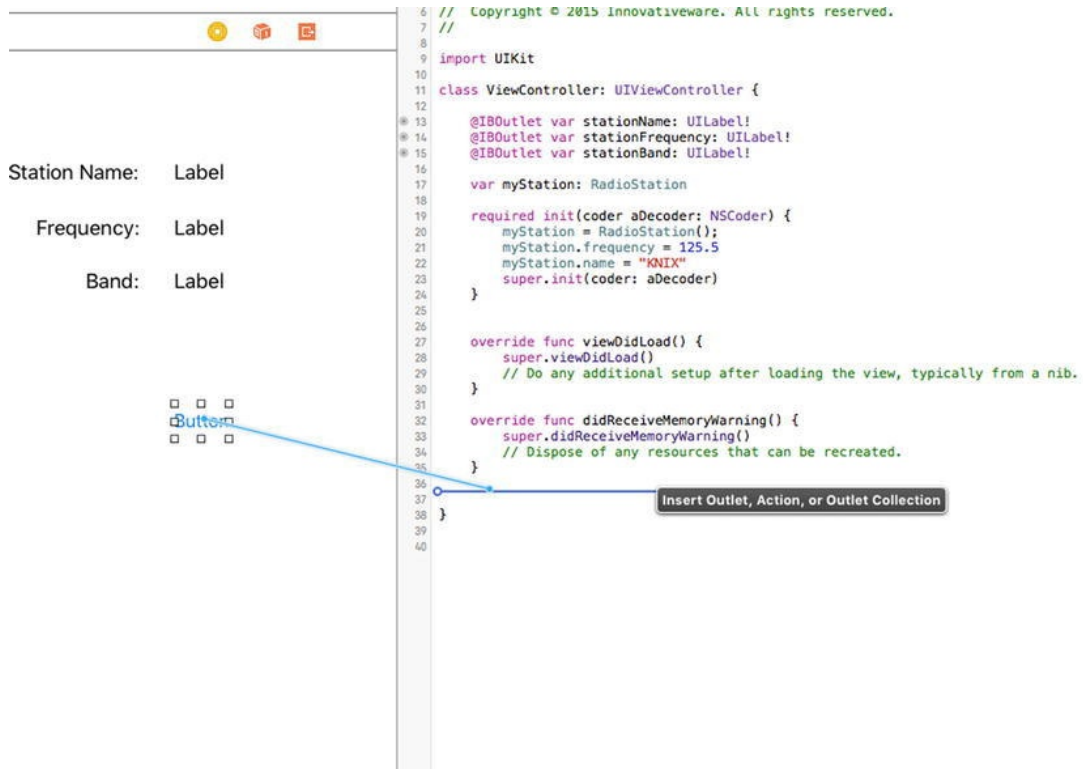 Station Name: Label
Frequency: Label
Band: Label
Button
6 // Copyright © 2015 Innovativeware. All rights reserved.
7 //
8
9 import UIKit
10
11 class ViewController: UIViewController {
12
13 @IBOutlet var stationName: UILabel!
14 @IBOutlet var stationFrequency: UILabel!
15 @IBOutlet var stationBand: UILabel!
16
17 var myStation: RadioStation
18
19 required init(coder aDecoder: NSCoder) {
20 myStation = RadioStation();
21 myStation.frequency = 125.5
22 myStation.name = "KNIX"
23 super.init(coder: aDecoder)
24 }
25
26
27 override func viewDidLoad() {
28 super.viewDidLoad()
29 // Do any additional setup after loading the view, typically from a nib.
30 }
31
32 override func didReceiveMemoryWarning() {
33 super.didReceiveMemoryWarning()
34 // Dispose of any resources that can be recreated.
35 }
36
37
Insert Outlet, Action, or Outlet Collection
38 }
39
40